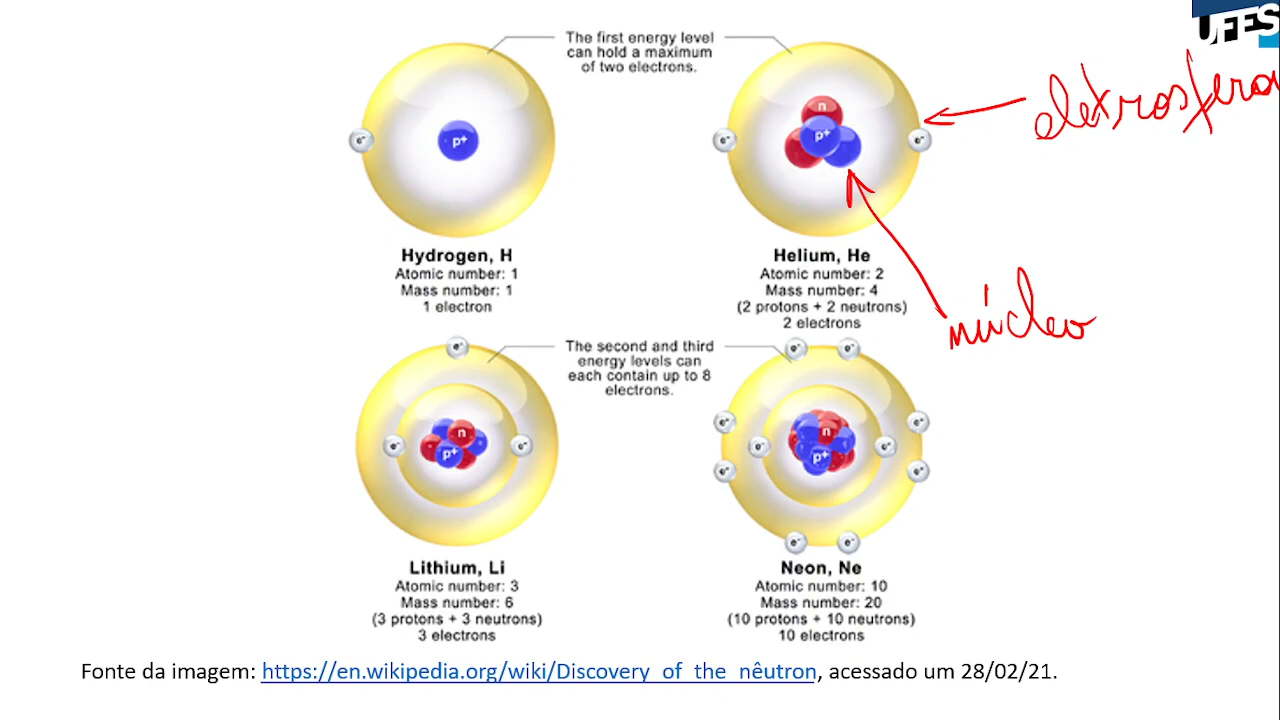 UFES
The first energy level
can hold a maximum
of two electrons.
eletrosfera
e-
p+
e-
n
p+
e-
Hydrogen, H
Atomic number: 1
Mass number: 1
1 electron
Helium, He
Atomic number: 2
Mass number: 4
(2 protons + 2 neutrons)
2 electrons
núcleo
The second and third
energy levels can
each contain up to 8
electrons.
e-
e-
n
p+
e-
e-
e-
e-
e-
e-
n
p+
e-
e-
e-
e-
e-
Lithium, Li
Atomic number: 3
Mass number: 6
(3 protons + 3 neutrons)
3 electrons
Neon, Ne
Atomic number: 10
Mass number: 20
(10 protons + 10 neutrons)
10 electrons
Fonte da imagem: https://en.wikipedia.org/wiki/Discovery_of_the_nêutron, acessado um 28/02/21.